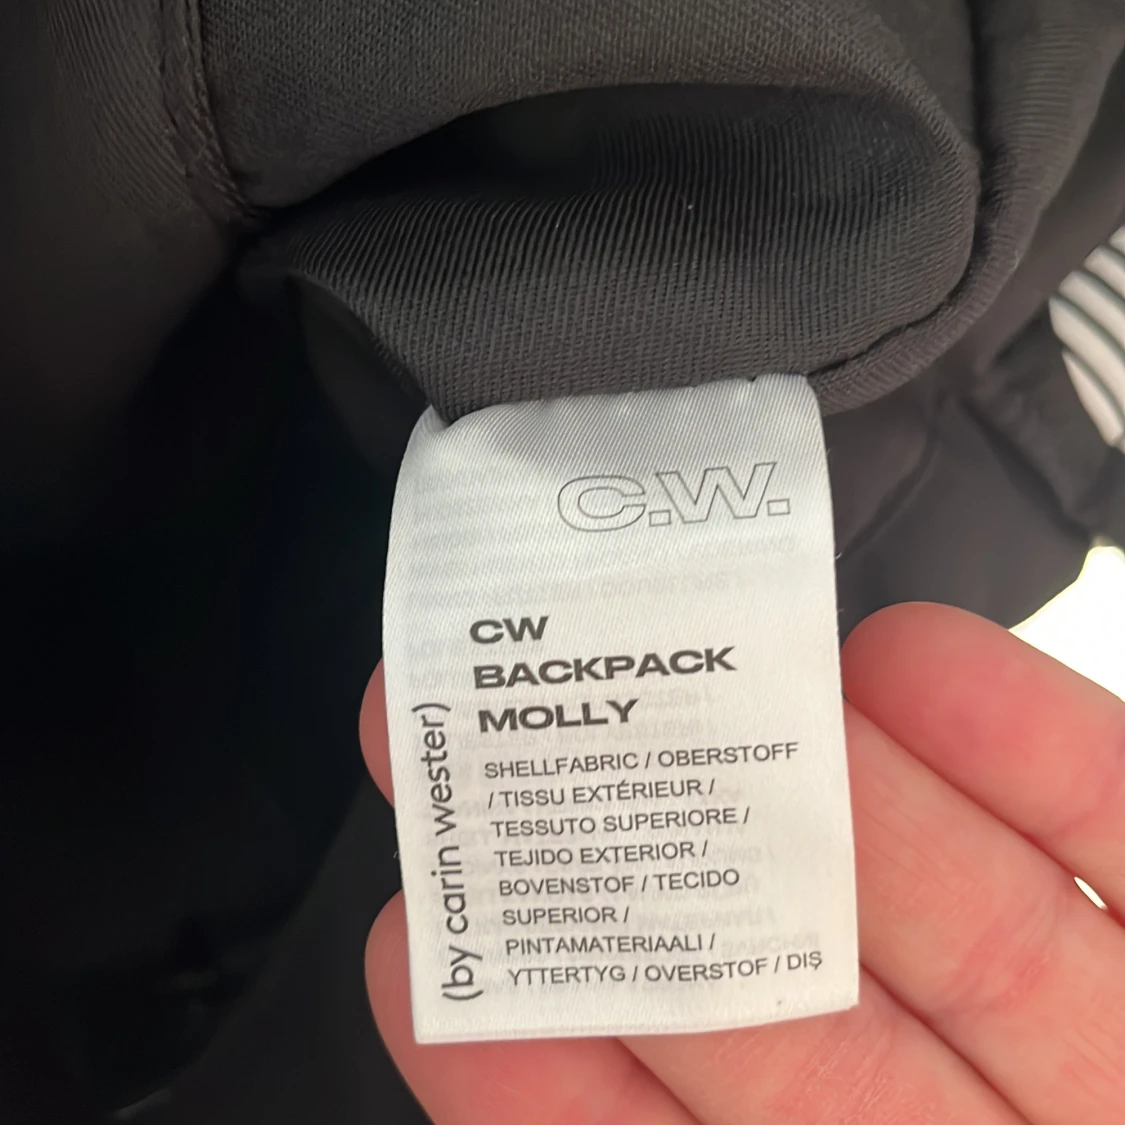 C.W.
CW
BACKPACK
MOLLY
SHELLFABRIC / OBERSTOFF
/ TISSU EXTÉRIEUR /
TESSUTO SUPERIORE /
TEJIDO EXTERIOR /
BOVENSTOF / TECIDO
SUPERIOR /
PINTAMATERIAALI /
YTTERTYG / OVERSTOF / DIŞ
(by carin wester)